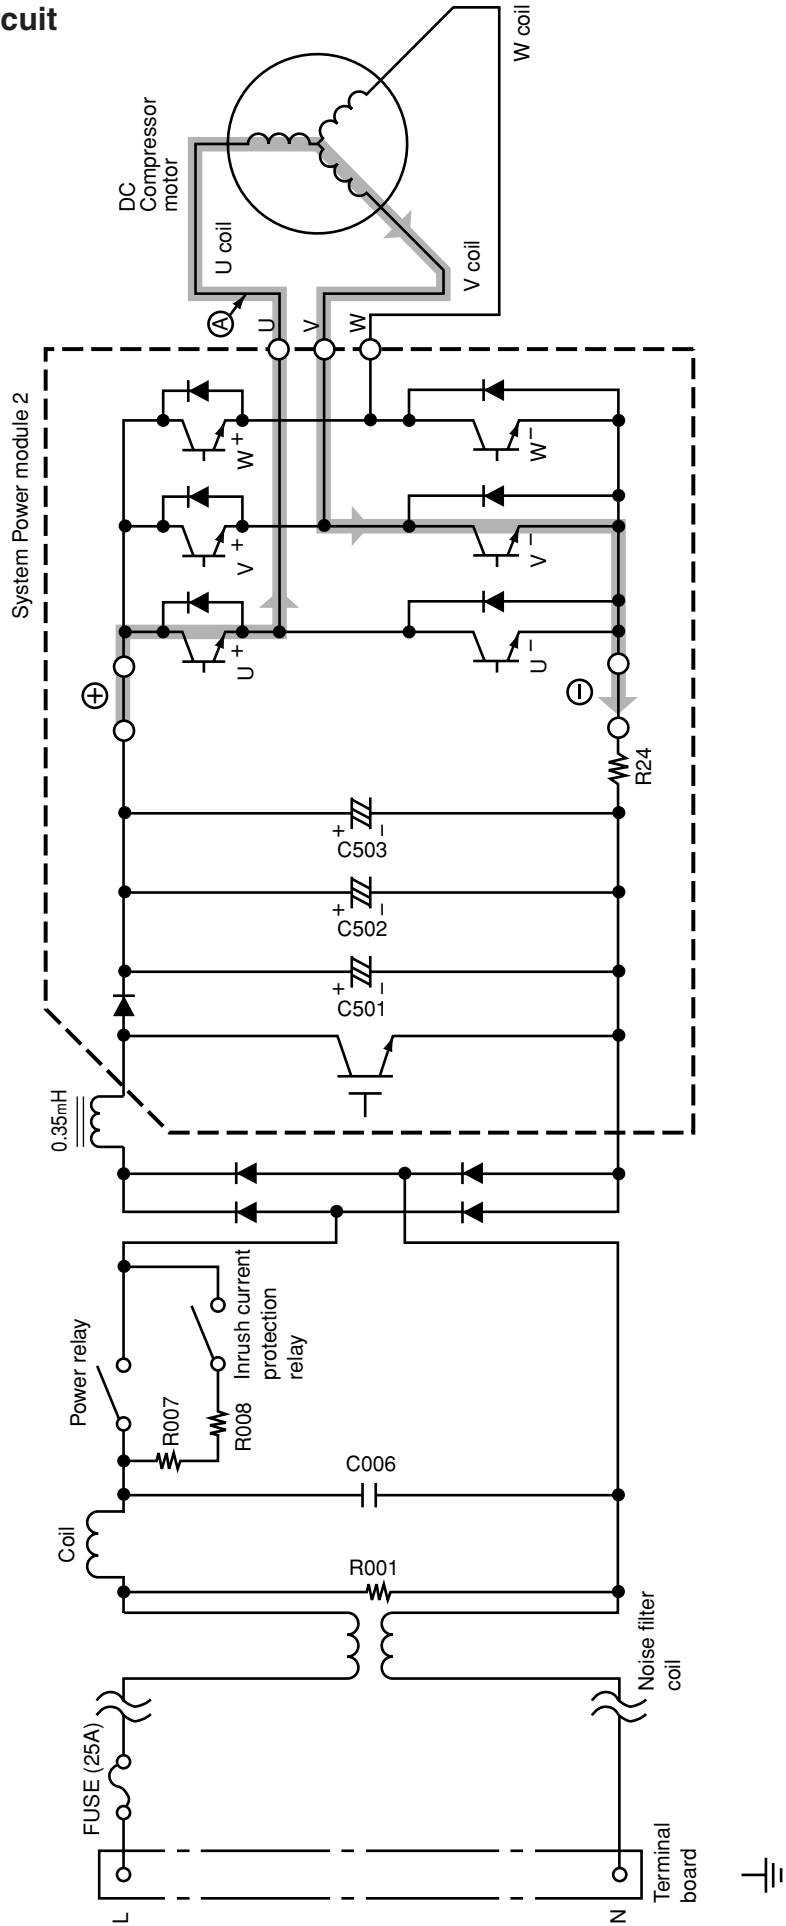 cuit
W coil
DC
Compressor
motor
U coil
V coil
A
U
V
W
System Power module 2
W +
W −
V +
V −
U +
U −
+
−
R24
+ −
C503
+ −
C502
+ −
C501
0.35mH
Power relay
Inrush current
protection
relay
R007
R008
C006
Coil
R001
Noise filter
coil
FUSE (25A)
Terminal
board
L
N